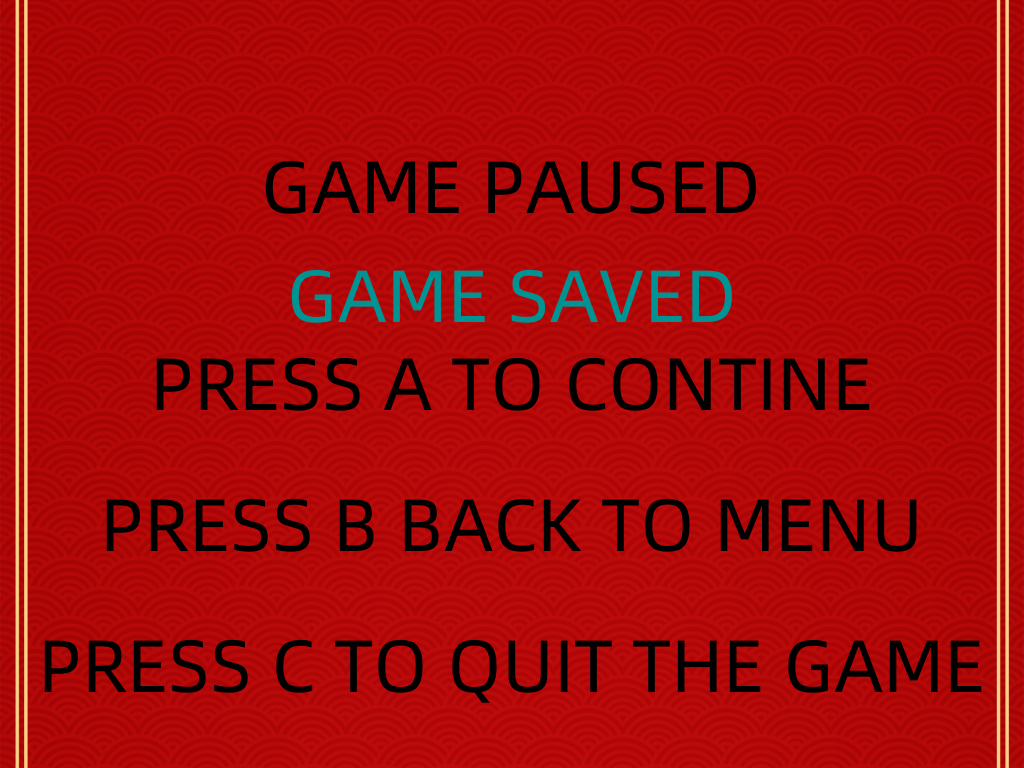 GAME PAUSED
GAME SAVED
PRESS A TO CONTINE
PRESS B BACK TO MENU
PRESS C TO QUIT THE GAME